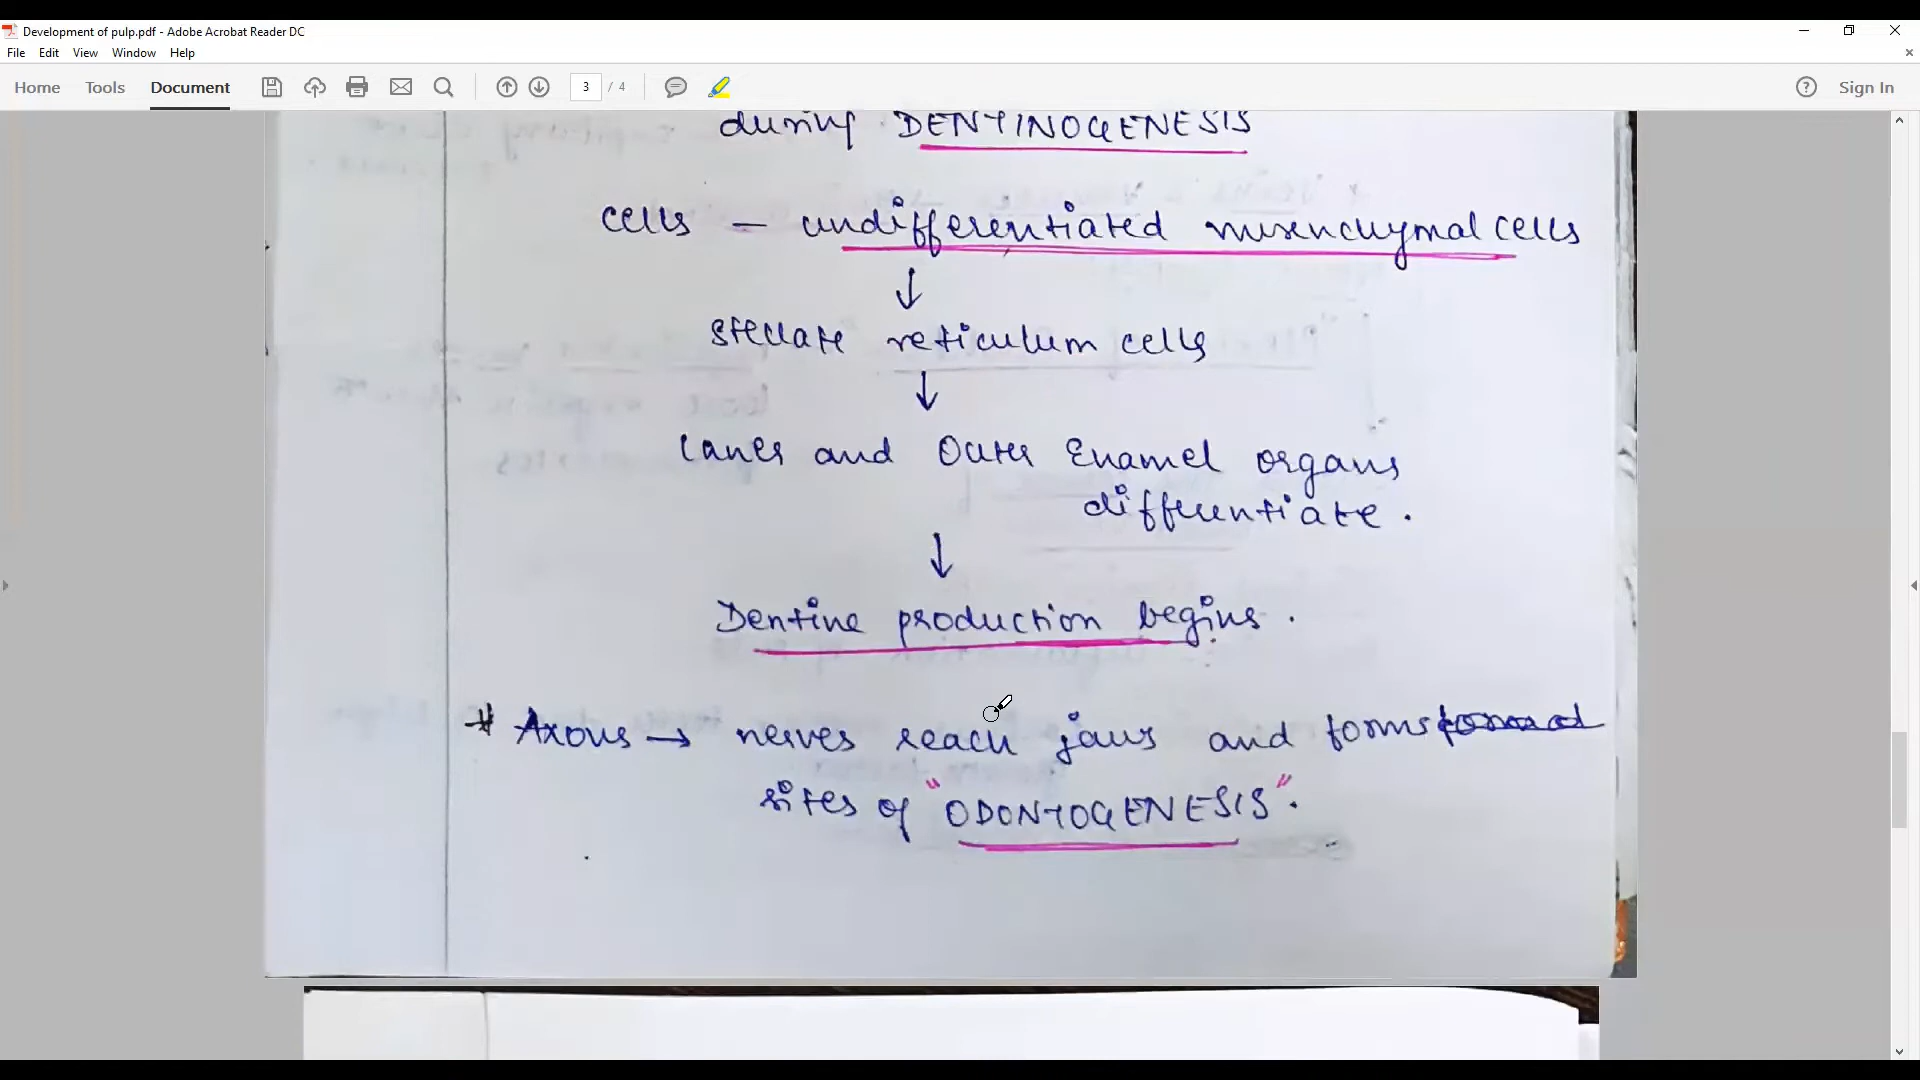 Development of pulp.pdf - Adobe Acrobat Reader DC
File Edit View Window Help
Home Tools Document 3 / 4 Sign In
during DENTINOGENESIS
cells – undifferentiated mesenchymal cells
↓
stellate reticulum cells
↓
and Outer Enamel organs
differentiate.
↓
Dentine production begins.
* Axons → nerves reach jaws and forms
sites of "ODONTOGENESIS".